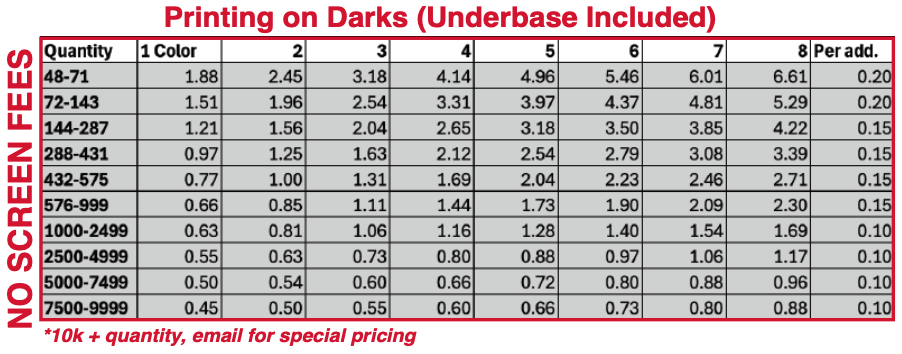 Printing on Darks (Underbase Included)
NO SCREEN FEES
Quantity 1 Color 2 3 4 5 6 7 8 Per add.
48-71 1.88 2.45 3.18 4.14 4.96 5.46 6.01 6.61 0.20
72-143 1.51 1.96 2.54 3.31 3.97 4.37 4.81 5.29 0.20
144-287 1.21 1.56 2.04 2.65 3.18 3.50 3.85 4.22 0.15
288-431 0.97 1.25 1.63 2.12 2.54 2.79 3.08 3.39 0.15
432-575 0.77 1.00 1.31 1.69 2.04 2.23 2.46 2.71 0.15
576-999 0.66 0.85 1.11 1.44 1.73 1.90 2.09 2.30 0.15
1000-2499 0.63 0.81 1.06 1.16 1.28 1.40 1.54 1.69 0.10
2500-4999 0.55 0.63 0.73 0.80 0.88 0.97 1.06 1.17 0.10
5000-7499 0.50 0.54 0.60 0.66 0.72 0.80 0.88 0.96 0.10
7500-9999 0.45 0.50 0.55 0.60 0.66 0.73 0.80 0.88 0.10
*10k + quantity, email for special pricing